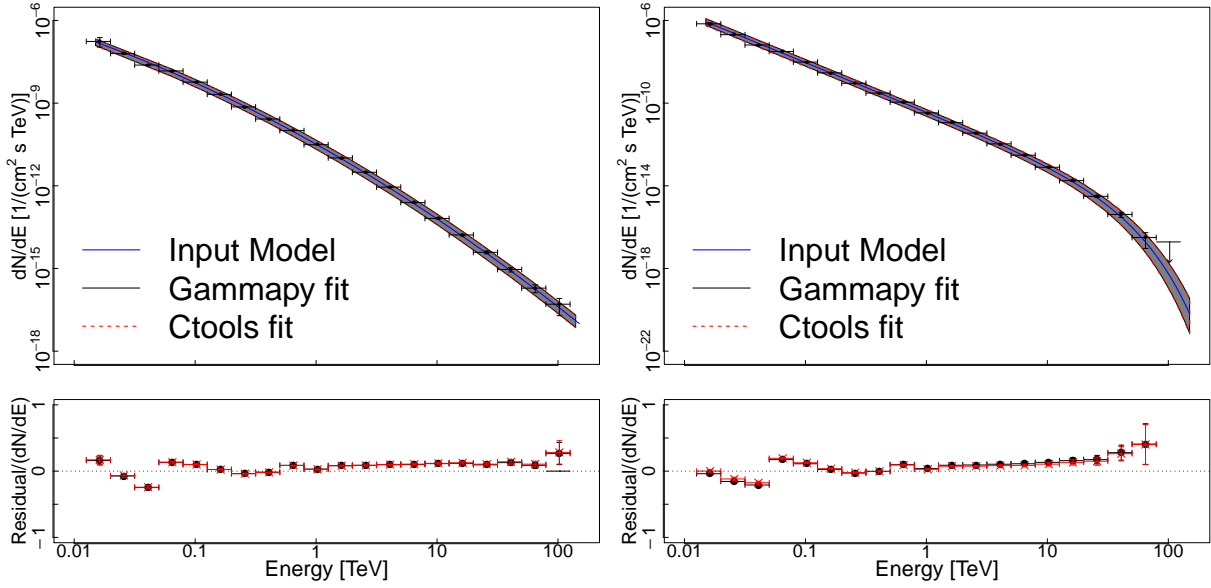 10^−6
10^−9
10^−12
10^−15
10^−18
dN/dE [1/(cm^2 s TeV)]
Input Model
Gammapy fit
Ctools fit
10^−6
10^−10
10^−14
10^−18
10^−22
dN/dE [1/(cm^2 s TeV)]
Input Model
Gammapy fit
Ctools fit
1
0
−1
Residual/(dN/dE)
0.01 0.1 1 10 100
Energy [TeV]
1
0
−1
Residual/(dN/dE)
0.01 0.1 1 10 100
Energy [TeV]